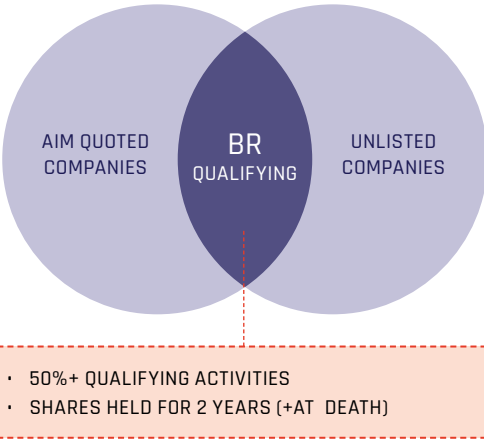 AIM QUOTED
COMPANIES
BR
QUALIFYING
UNLISTED
COMPANIES
· 50%+ QUALIFYING ACTIVITIES
· SHARES HELD FOR 2 YEARS (+AT DEATH)